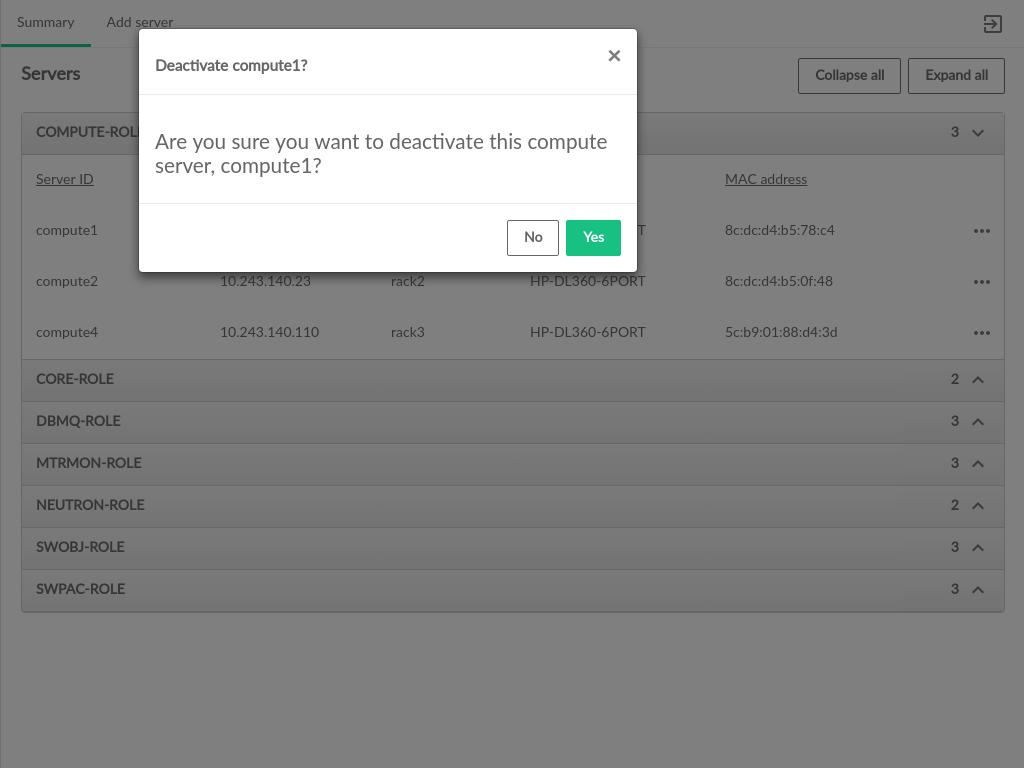 Summary Add server
Servers Collapse all Expand all
Deactivate compute1? ×
Are you sure you want to deactivate this compute
server, compute1?
No Yes
3
Server ID MAC address
compute1 8c:dc:d4:b5:78:c4
compute2 10.243.140.23 rack2 HP-DL360-6PORT 8c:dc:d4:b5:0f:48
compute4 10.243.140.110 rack3 HP-DL360-6PORT 5c:b9:01:88:d4:3d
CORE-ROLE 2
DBMQ-ROLE 3
MTRMON-ROLE 3
NEUTRON-ROLE 2
SWOBJ-ROLE 3
SWPAC-ROLE 3